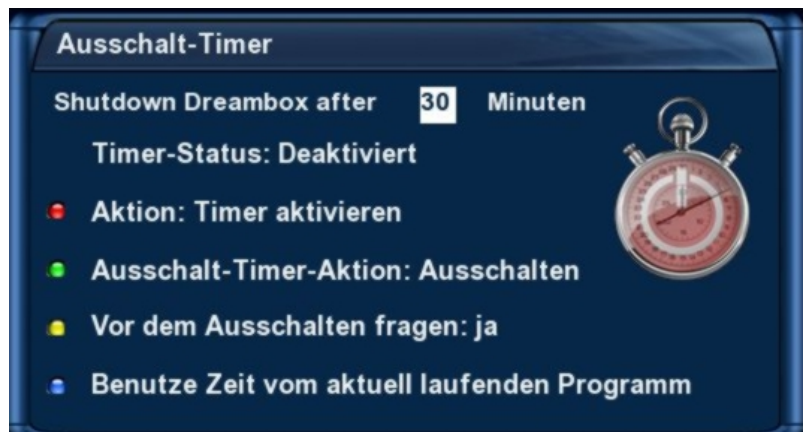 Ausschalt-Timer
Shutdown Dreambox after 30 Minuten
Timer-Status: Deaktiviert
Aktion: Timer aktivieren
Ausschalt-Timer-Aktion: Ausschalten
Vor dem Ausschalten fragen: ja
Benutze Zeit vom aktuell laufenden Programm